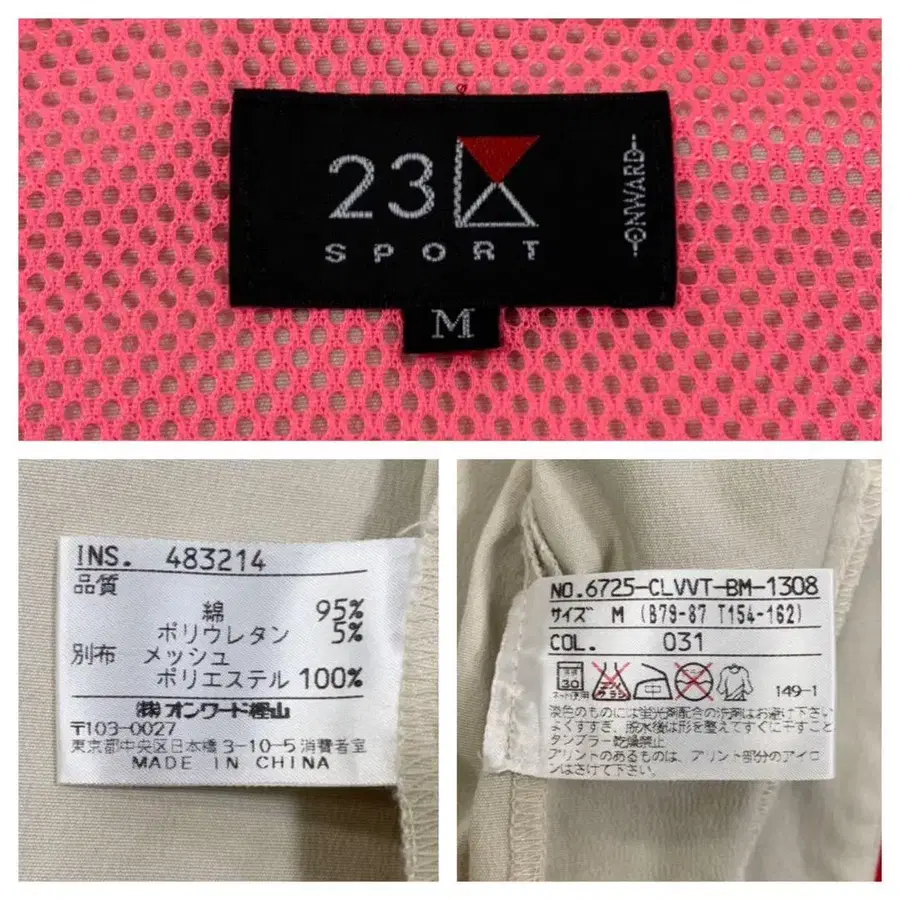 23
SPORT
ONWARD
M
INS. 483214
品質
綿 95%
ポリウレタン 5%
別布 メッシュ
ポリエステル 100%
㈱オンワード樫山
〒103-0027
東京都中央区日本橋3-10-5消費者室
MADE IN CHINA
NO.6725-CLVVT-BM-1308
サイズ M (B79-87 T154-162)
COL. 031
30
ネット使用
149-1
淡色のものには蛍光剤配合の洗剤はお避け下さい
よくすすぎ、脱水後は形を整えてすぐに干すこと
タンブラー乾燥禁止
プリントのあるものは、プリント部分のアイロ
ンはさけて下さい。